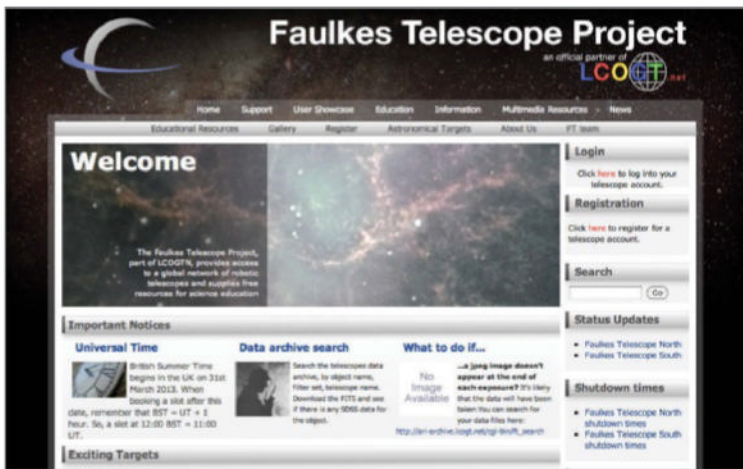 Faulkes Telescope Project
an official partner of
LCOGT.net
Home Support User Showcase Education Information Multimedia Resources News
Educational Resources Gallery Register Astronomical Targets About Us FT team
Welcome
The Faulkes Telescope Project,
part of LCOGTN, provides access
to a global network of robotic
telescopes and supplies free
resources for science education
Login
Click here to log into your
telescope account.
Registration
Click here to register for a
telescope account.
Search
Go
Status Updates
Faulkes Telescope North
Faulkes Telescope South
Shutdown times
Faulkes Telescope North
shutdown times
Faulkes Telescope South
shutdown times
Important Notices
Universal Time
British Summer Time
begins in the UK on 31st
March 2013. When
booking a slot after this
date, remember that BST = UT + 1
hour. So, a slot at 12:00 BST = 11:00
UT.
Data archive search
Search the telescopes data
archive, by object name,
filter set, telescope name.
Download the FITS and see
if there is any SDSS data for
the object.
What to do if...
No
Image
Available
...a jpeg image doesn't
appear at the end of
each exposure? It's likely
that the data will have been
taken. You can search for
your data files here:
http://ari-archive.lcogt.net/cgi-bin/ft_search
Exciting Targets